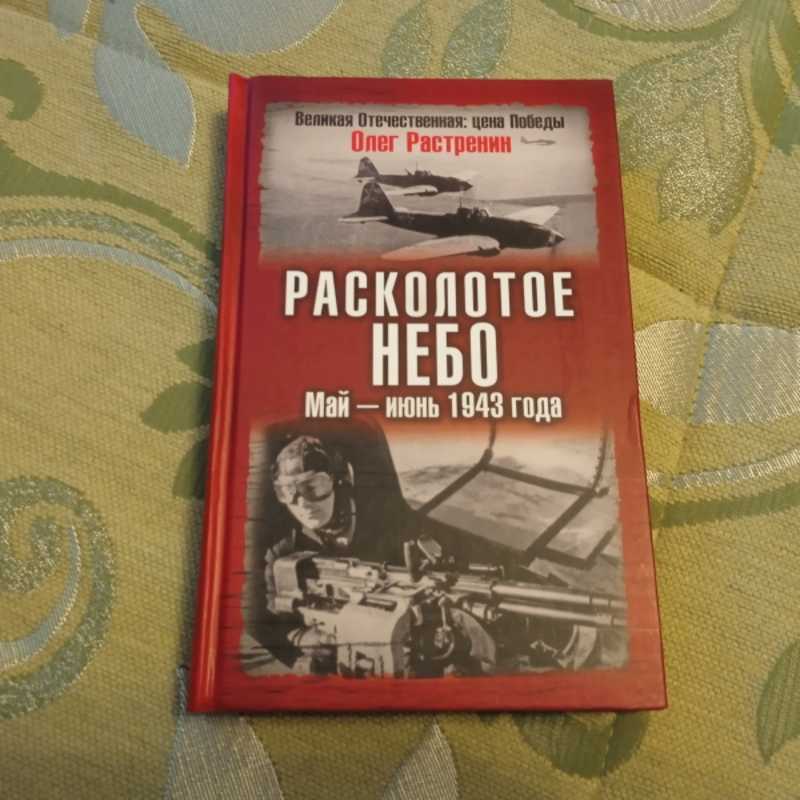 Великая Отечественная: цена Победы
Олег Растренин
РАСКОЛОТОЕ
НЕБО
Май – июнь 1943 года